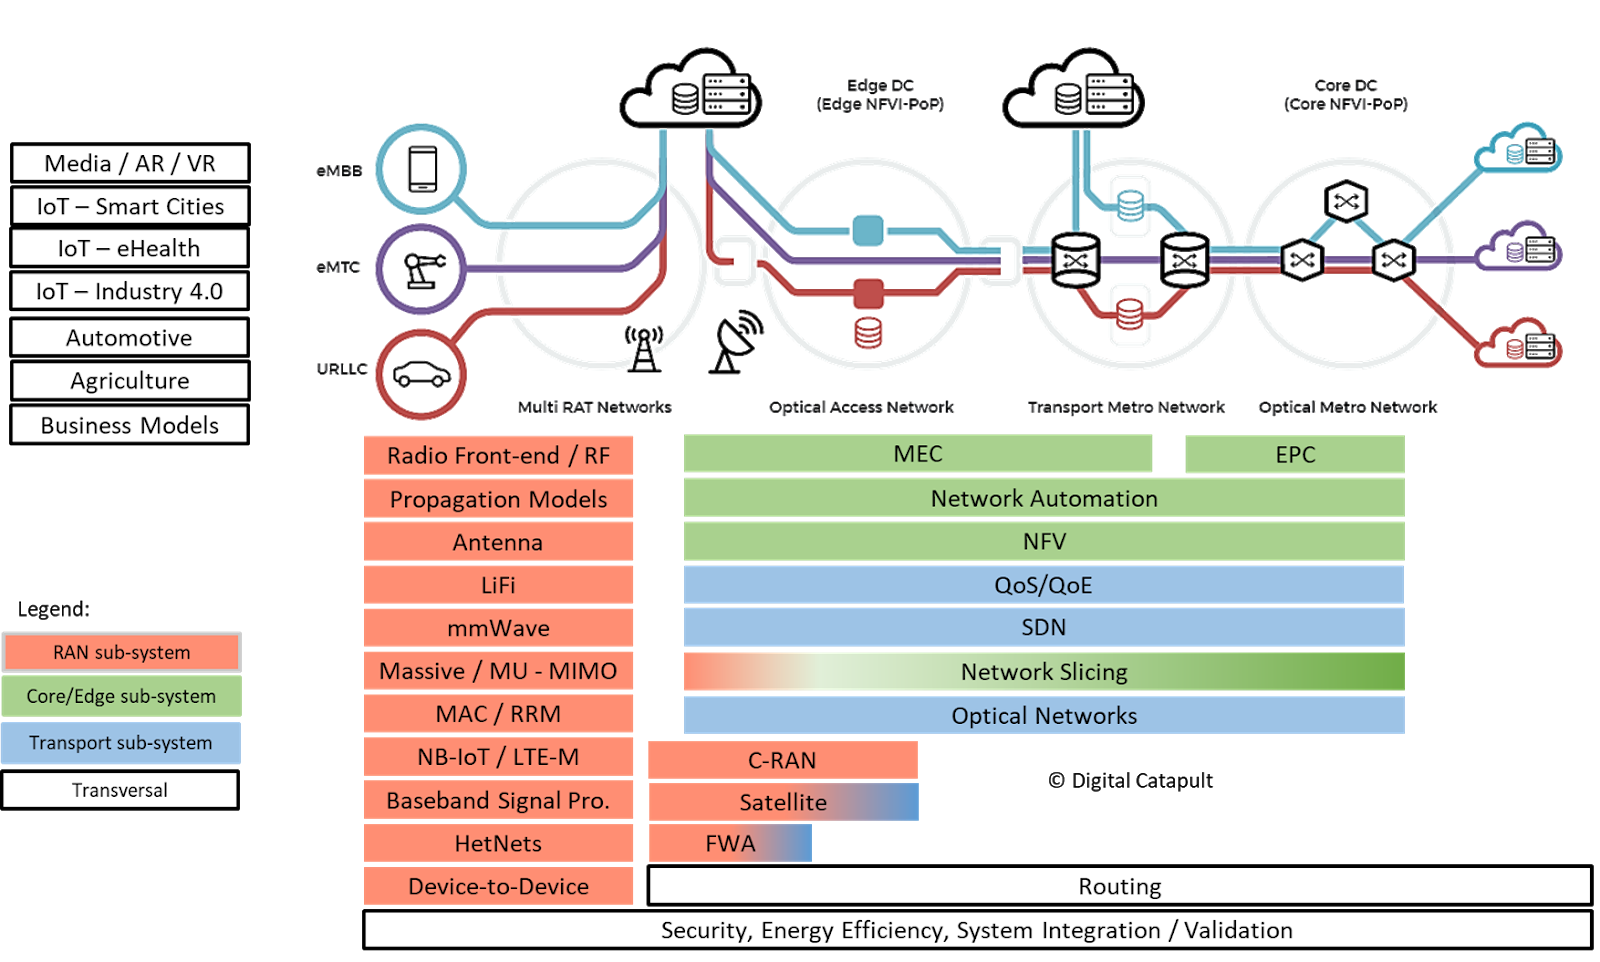 Edge DC
(Edge NFVI-PoP)
Core DC
(Core NFVI-PoP)
Media / AR / VR
IoT – Smart Cities
IoT – eHealth
IoT – Industry 4.0
Automotive
Agriculture
Business Models
eMBB
eMTC
URLLC
Multi RAT Networks
Optical Access Network
Transport Metro Network
Optical Metro Network
Radio Front-end / RF
Propagation Models
Antenna
LiFi
mmWave
Massive / MU - MIMO
MAC / RRM
NB-IoT / LTE-M
Baseband Signal Pro.
HetNets
Device-to-Device
MEC
EPC
Network Automation
NFV
QoS/QoE
SDN
Network Slicing
Optical Networks
C-RAN
Satellite
FWA
Routing
Security, Energy Efficiency, System Integration / Validation
© Digital Catapult
Legend:
RAN sub-system
Core/Edge sub-system
Transport sub-system
Transversal